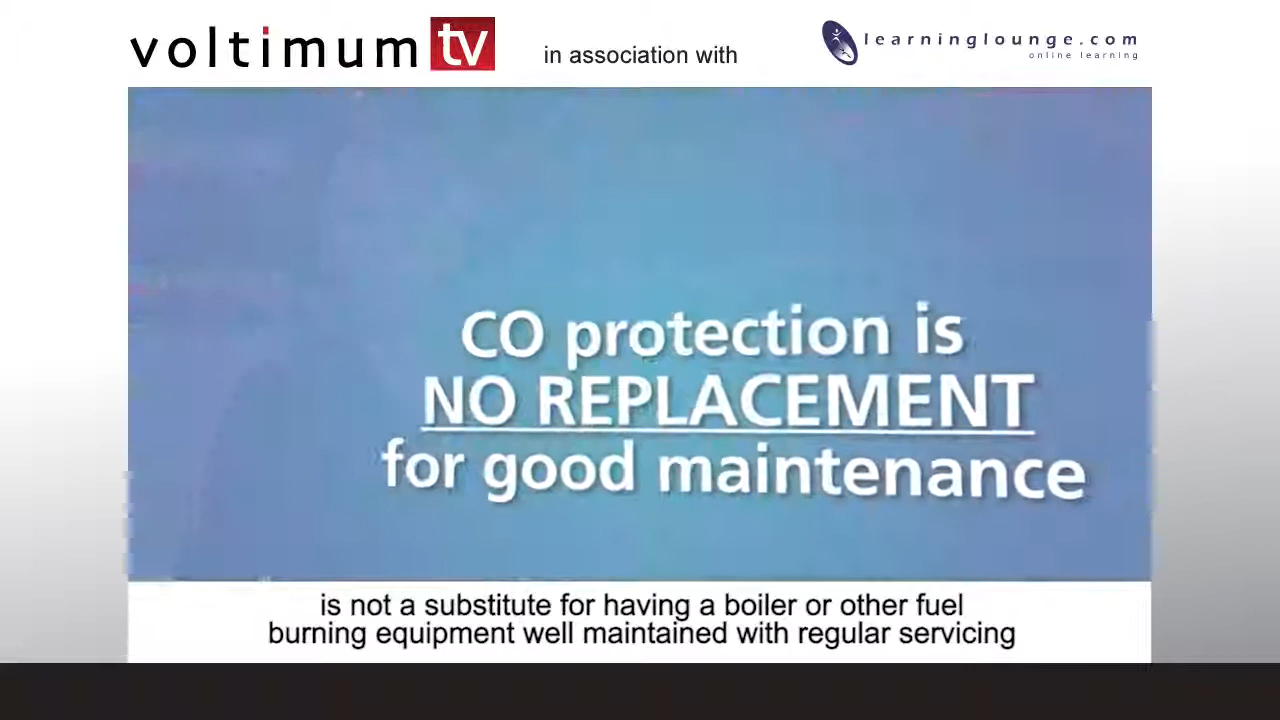 voltimum tv
in association with
learninglounge.com
online learning
CO protection is
NO REPLACEMENT
for good maintenance
is not a substitute for having a boiler or other fuel
burning equipment well maintained with regular servicing